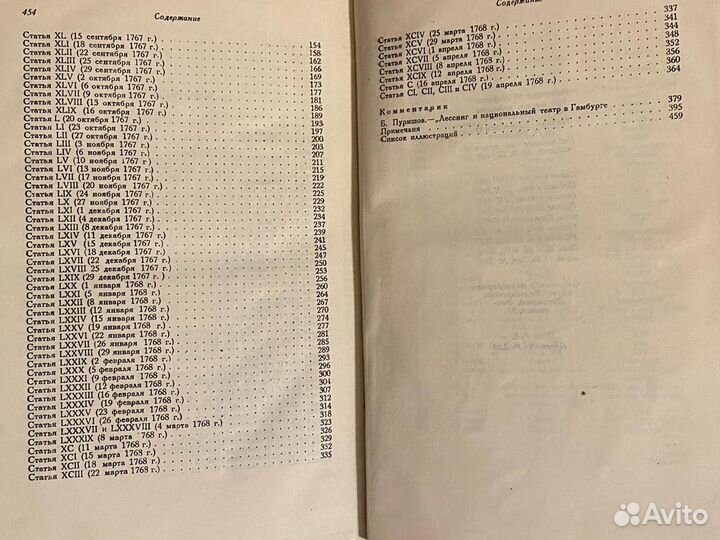 454
Содержание
Статья XL (15 сентября 1767 г.) 154
Статья XLI (18 сентября 1767 г.) 158
Статья XLII (22 сентября 1767 г.) 162
Статья XLIII (25 сентября 1767 г.) 166
Статья XLIV (29 сентября 1767 г.) 169
Статья XLV (2 октября 1767 г.) 173
Статья XLVI (6 октября 1767 г.) 177
Статья XLVII (9 октября 1767 г.) 181
Статья XLVIII (13 октября 1767 г.) 186
Статья XLIX (16 октября 1767 г.) 189
Статья L (20 октября 1767 г.) 193
Статья LI (23 октября 1767 г.) 197
Статья LII (27 октября 1767 г.) 200
Статья LIII (3 ноября 1767 г.) 203
Статья LIV (6 ноября 1767 г.) 207
Статья LV (10 ноября 1767 г.) 211
Статья LVI (13 ноября 1767 г.) 215
Статья LVII (17 ноября 1767 г.) 219
Статья LVIII (20 ноября 1767 г.) 222
Статья LIX (24 ноября 1767 г.) 225
Статья LX (27 ноября 1767 г.) 229
Статья LXI (1 декабря 1767 г.) 232
Статья LXII (4 декабря 1767 г.)
Статья LXIII (8 декабря 1767 г.)
Статья LXIV (11 декабря 1767 г.) 239
Статья LXV (15 декабря 1767 г.) 241
Статья LXVI (18 декабря 1767 г.) 245
Статья LXVII (22 декабря 1767 г.) 247
Статья LXVIII (25 декабря 1767 г.) 250
Статья LXIX (29 декабря 1767 г.) 253
Статья LXX (1 января 1768 г.) 256
Статья LXXI (5 января 1768 г.) 260
Статья LXXII (8 января 1768 г.) 264
Статья LXXIII (12 января 1768 г.) 267
Статья LXXIV (15 января 1768 г.) 270
Статья LXXV (19 января 1768 г.) 274
Статья LXXVI (22 января 1768 г.) 277
Статья LXXVII (26 января 1768 г.) 281
Статья LXXVIII (29 января 1768 г.) 285
Статья LXXIX (2 февраля 1768 г.) 289
Статья LXXX (5 февраля 1768 г.) 293
Статья LXXXI (9 февраля 1768 г.) 296
Статья LXXXII (12 февраля 1768 г.) 300
Статья LXXXIII (16 февраля 1768 г.) 304
Статья LXXXIV (19 февраля 1768 г.) 307
Статья LXXXV (23 февраля 1768 г.) 312
Статья LXXXVI (26 февраля 1768 г.) 314
Статья LXXXVII и LXXXVIII (4 марта 1768 г.) 318
Статья LXXXIX (8 марта 1768 г.) 323
Статья XC (11 марта 1768 г.) 326
Статья XCI (15 марта 1768 г.) 329
Статья XCII (18 марта 1768 г.) 332
Статья XCIII (22 марта 1768 г.) 335
Содержание
Статья XCIV (25 марта 1768 г.) 337
Статья XCV (29 марта 1768 г.) 341
Статья XCVI (1 апреля 1768 г.) 344
Статья XCVII (5 апреля 1768 г.) 348
Статья XCVIII (8 апреля 1768 г.) 352
Статья XCIX (12 апреля 1768 г.) 356
Статья C (16 апреля 1768 г.) 360
Статья CI, CII, CIII и CIV (19 апреля 1768 г.) 364
Комментарии
Б. Пуришов.—„Лессинг и национальный театр в Гамбурге 379
Примечаня 395
Список иллюстраций 459
Avito